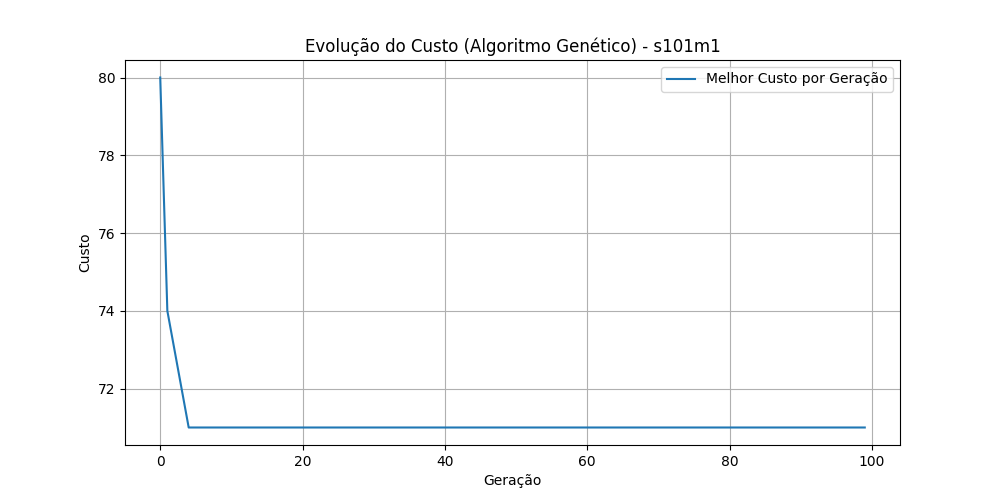 Evolução do Custo (Algoritmo Genético) - s101m1
Melhor Custo por Geração
80
78
76
74
72
Custo
0 20 40 60 80 100
Geração